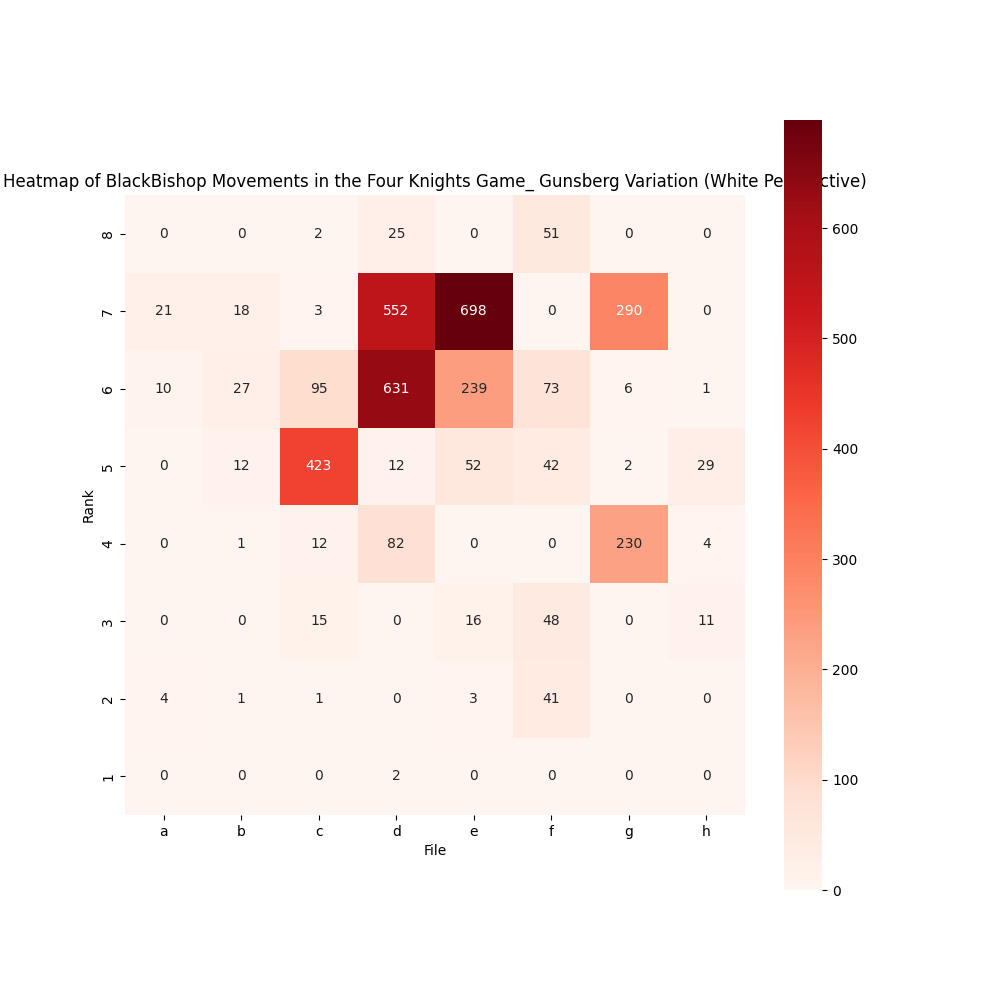 Heatmap of BlackBishop Movements in the Four Knights Game_ Gunsberg Variation (White Pe ctive)
8 0 0 2 25 0 51 0 0
7 21 18 3 552 698 0 290 0
6 10 27 95 631 239 73 6 1
5 0 12 423 12 52 42 2 29
4 0 1 12 82 0 0 230 4
3 0 0 15 0 16 48 0 11
2 4 1 1 0 3 41 0 0
1 0 0 0 2 0 0 0 0
a b c d e f g h
File
Rank
600
500
400
300
200
100
0